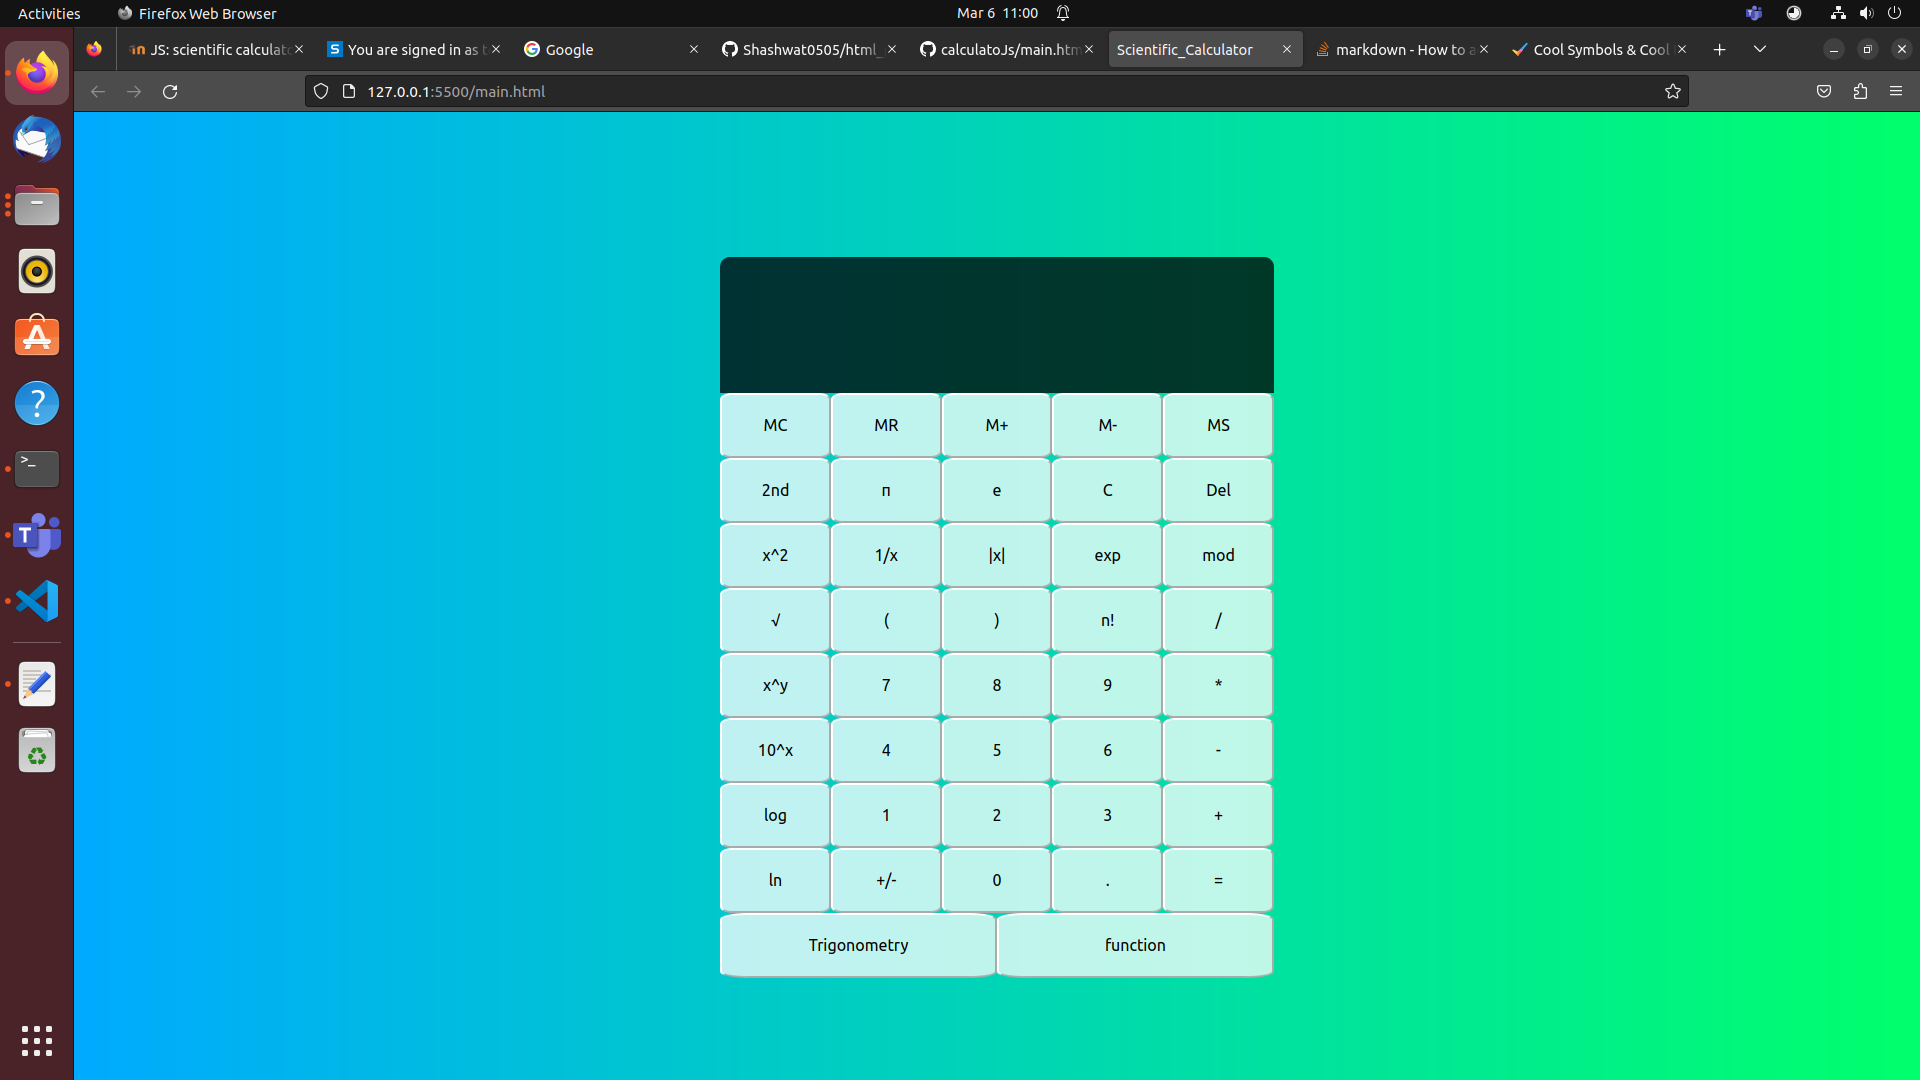 Activities Firefox Web Browser Mar 6 11:00
JS: scientific calculato You are signed in as t Google Shashwat0505/html_ calculatoJs/main.htm Scientific_Calculator markdown - How to a Cool Symbols & Cool
127.0.0.1:5500/main.html
MC MR M+ M- MS
2nd п e C Del
x^2 1/x |x| exp mod
√ ( ) n! /
x^y 7 8 9 *
10^x 4 5 6 -
log 1 2 3 +
ln +/- 0 . =
Trigonometry function